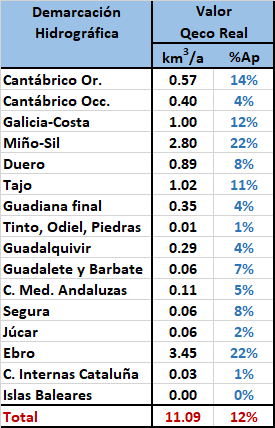 Demarcación Hidrográfica Valor Qeco Real
km³/a %Ap
Cantábrico Or. 0.57 14%
Cantábrico Occ. 0.40 4%
Galicia-Costa 1.00 12%
Miño-Sil 2.80 22%
Duero 0.89 8%
Tajo 1.02 11%
Guadiana final 0.35 4%
Tinto, Odiel, Piedras 0.01 1%
Guadalquivir 0.29 4%
Guadalete y Barbate 0.06 7%
C. Med. Andaluzas 0.11 5%
Segura 0.06 8%
Júcar 0.06 2%
Ebro 3.45 22%
C. Internas Cataluña 0.03 1%
Islas Baleares 0.00 0%
Total 11.09 12%